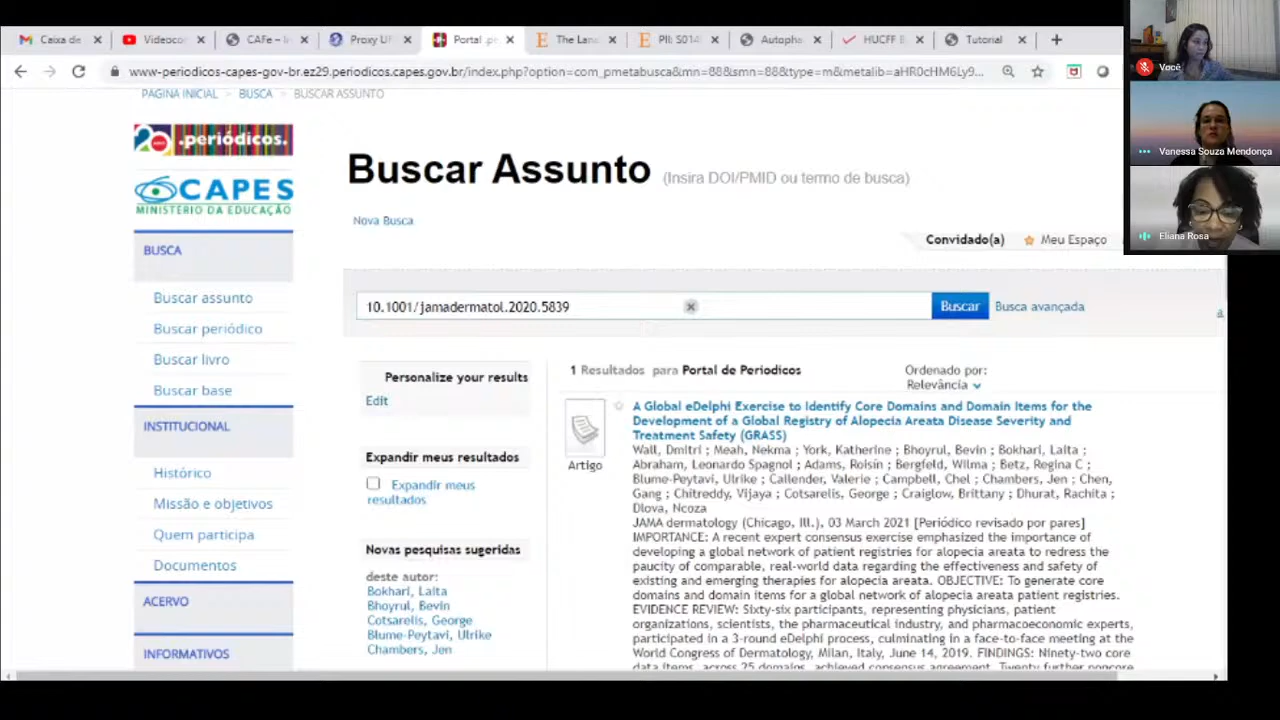 Caixa de
Videocor
CAFe – I
Proxy U
Portal .pe
The Lan
PII: S014
Autopha
HUCFF
Tutorial
www-periodicos-capes-gov-br.ez29.periodicos.capes.gov.br/index.php?option=com_pmetabusca&mn=88&smn=88&type=m&metalib=aHR0cHM6Ly9...
PÁGINA INICIAL > BUSCA > BUSCAR ASSUNTO
20 .periódicos.
CAPES
MINISTÉRIO DA EDUCAÇÃO
BUSCA
Buscar assunto
Buscar periódico
Buscar livro
Buscar base
INSTITUCIONAL
Histórico
Missão e objetivos
Quem participa
Documentos
ACERVO
INFORMATIVOS
Buscar Assunto (Insira DOI/PMID ou termo de busca)
Nova Busca
Convidado(a) Meu Espaço
10.1001/jamadermatol.2020.5839
Buscar
Busca avançada
Personalize your results
Edit
Expandir meus resultados
Expandir meus
resultados
Novas pesquisas sugeridas
deste autor:
Bokhari, Laita
Bhoyrul, Bevin
Cotsarelis, George
Blume-Peytavi, Ulrike
Chambers, Jen
1 Resultados para Portal de Periodicos
Ordenado por:
Relevância
Artigo
A Global eDelphi Exercise to Identify Core Domains and Domain Items for the
Development of a Global Registry of Alopecia Areata Disease Severity and
Treatment Safety (GRASS)
Wall, Dmitri ; Meah, Nekma ; York, Katherine ; Bhoyrul, Bevin ; Bokhari, Laita ;
Abraham, Leonardo Spagnol ; Adams, Roisín ; Bergfeld, Wilma ; Betz, Regina C ;
Blume-Peytavi, Ulrike ; Callender, Valerie ; Campbell, Chel ; Chambers, Jen ; Chen,
Gang ; Chitreddy, Vijaya ; Cotsarelis, George ; Craiglow, Brittany ; Dhurat, Rachita ;
Dlova, Ncoza
JAMA dermatology (Chicago, Ill.), 03 March 2021 [Periódico revisado por pares]
IMPORTANCE: A recent expert consensus exercise emphasized the importance of
developing a global network of patient registries for alopecia areata to redress the
paucity of comparable, real-world data regarding the effectiveness and safety of
existing and emerging therapies for alopecia areata. OBJECTIVE: To generate core
domains and domain items for a global network of alopecia areata patient registries.
EVIDENCE REVIEW: Sixty-six participants, representing physicians, patient
organizations, scientists, the pharmaceutical industry, and pharmacoeconomic experts,
participated in a 3-round eDelphi process, culminating in a face-to-face meeting at the
World Congress of Dermatology, Milan, Italy, June 14, 2019. FINDINGS: Ninety-two core
data items, across 25 domains, achieved consensus agreement. Twenty further noncore
Você
Vanessa Souza Mendonça
Eliana Rosa